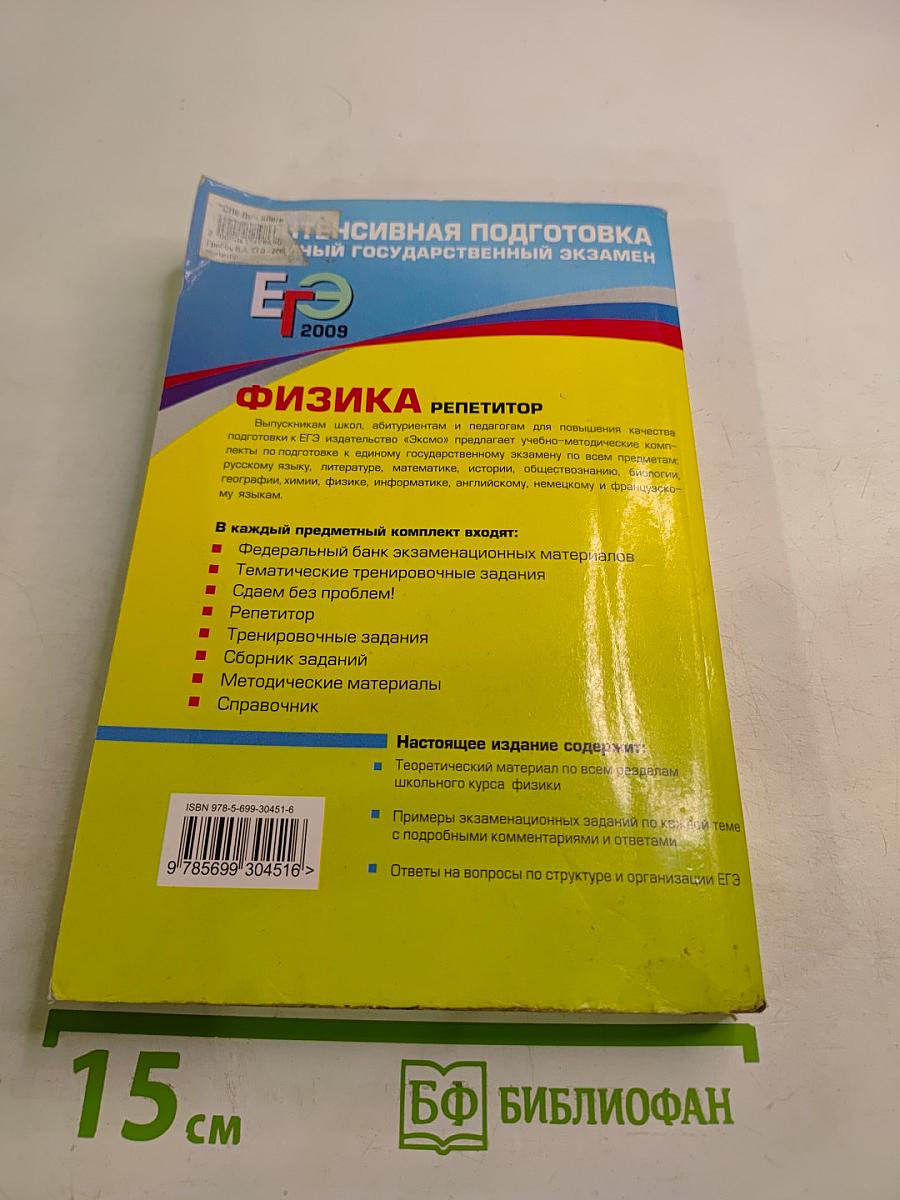 ТЕНСИВНАЯ ПОДГОТОВКА
НЫЙ ГОСУДАРСТВЕННЫЙ ЭКЗАМЕН
ЕГЭ
2009
ФИЗИКА РЕПЕТИТОР
Выпускникам школ, абитуриентам и педагогам для повышения качества
подготовки к ЕГЭ издательство «Эксмо» предлагает учебно-методические комп-
лекты по подготовке к единому государственному экзамену по всем предметам:
русскому языку, литературе, математике, истории, обществознанию, биологии,
географии, химии, физике, информатике, английскому, немецкому и французско-
му языкам.
В каждый предметный комплект входят:
Федеральный банк экзаменационных материалов
Тематические тренировочные задания
Сдаем без проблем!
Репетитор
Тренировочные задания
Сборник заданий
Методические материалы
Справочник
Настоящее издание содержит:
Теоретический материал по всем разделам
школьного курса физики
Примеры экзаменационных заданий по каждой теме
с подробными комментариями и ответами
Ответы на вопросы по структуре и организации ЕГЭ
ISBN 978-5-699-30451-6
9 785699 304516 >
15 см
БФ БИБЛИОФАН